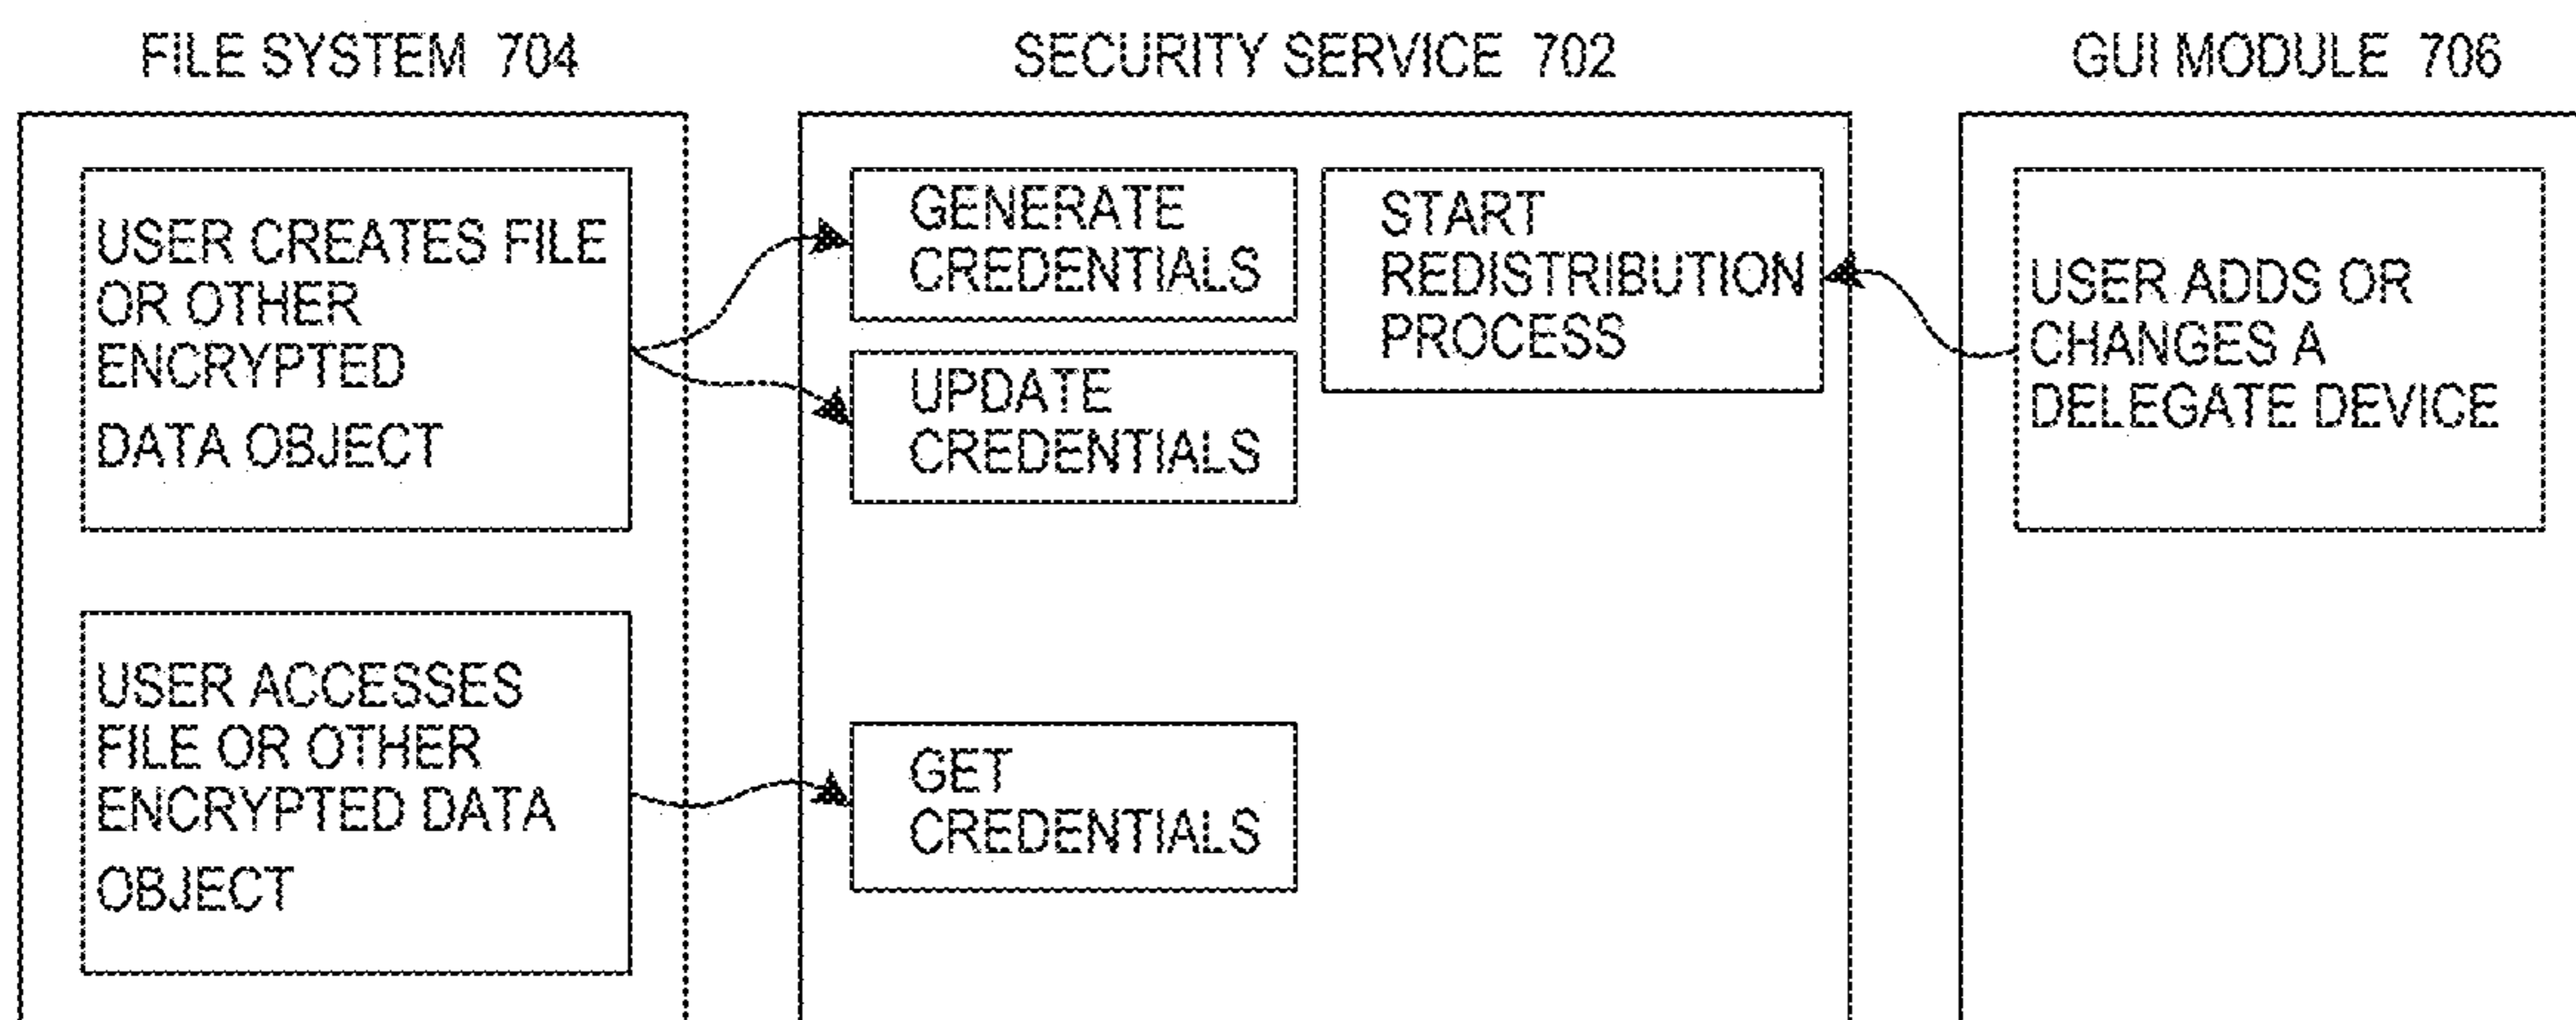 FILE SYSTEM 704
SECURITY SERVICE 702
GUI MODULE 706
USER CREATES FILE
OR OTHER
ENCRYPTED
DATA OBJECT
USER ACCESSES
FILE OR OTHER
ENCRYPTED DATA
OBJECT
GENERATE
CREDENTIALS
UPDATE
CREDENTIALS
GET
CREDENTIALS
START
REDISTRIBUTION
PROCESS
USER ADDS OR
CHANGES A
DELEGATE DEVICE